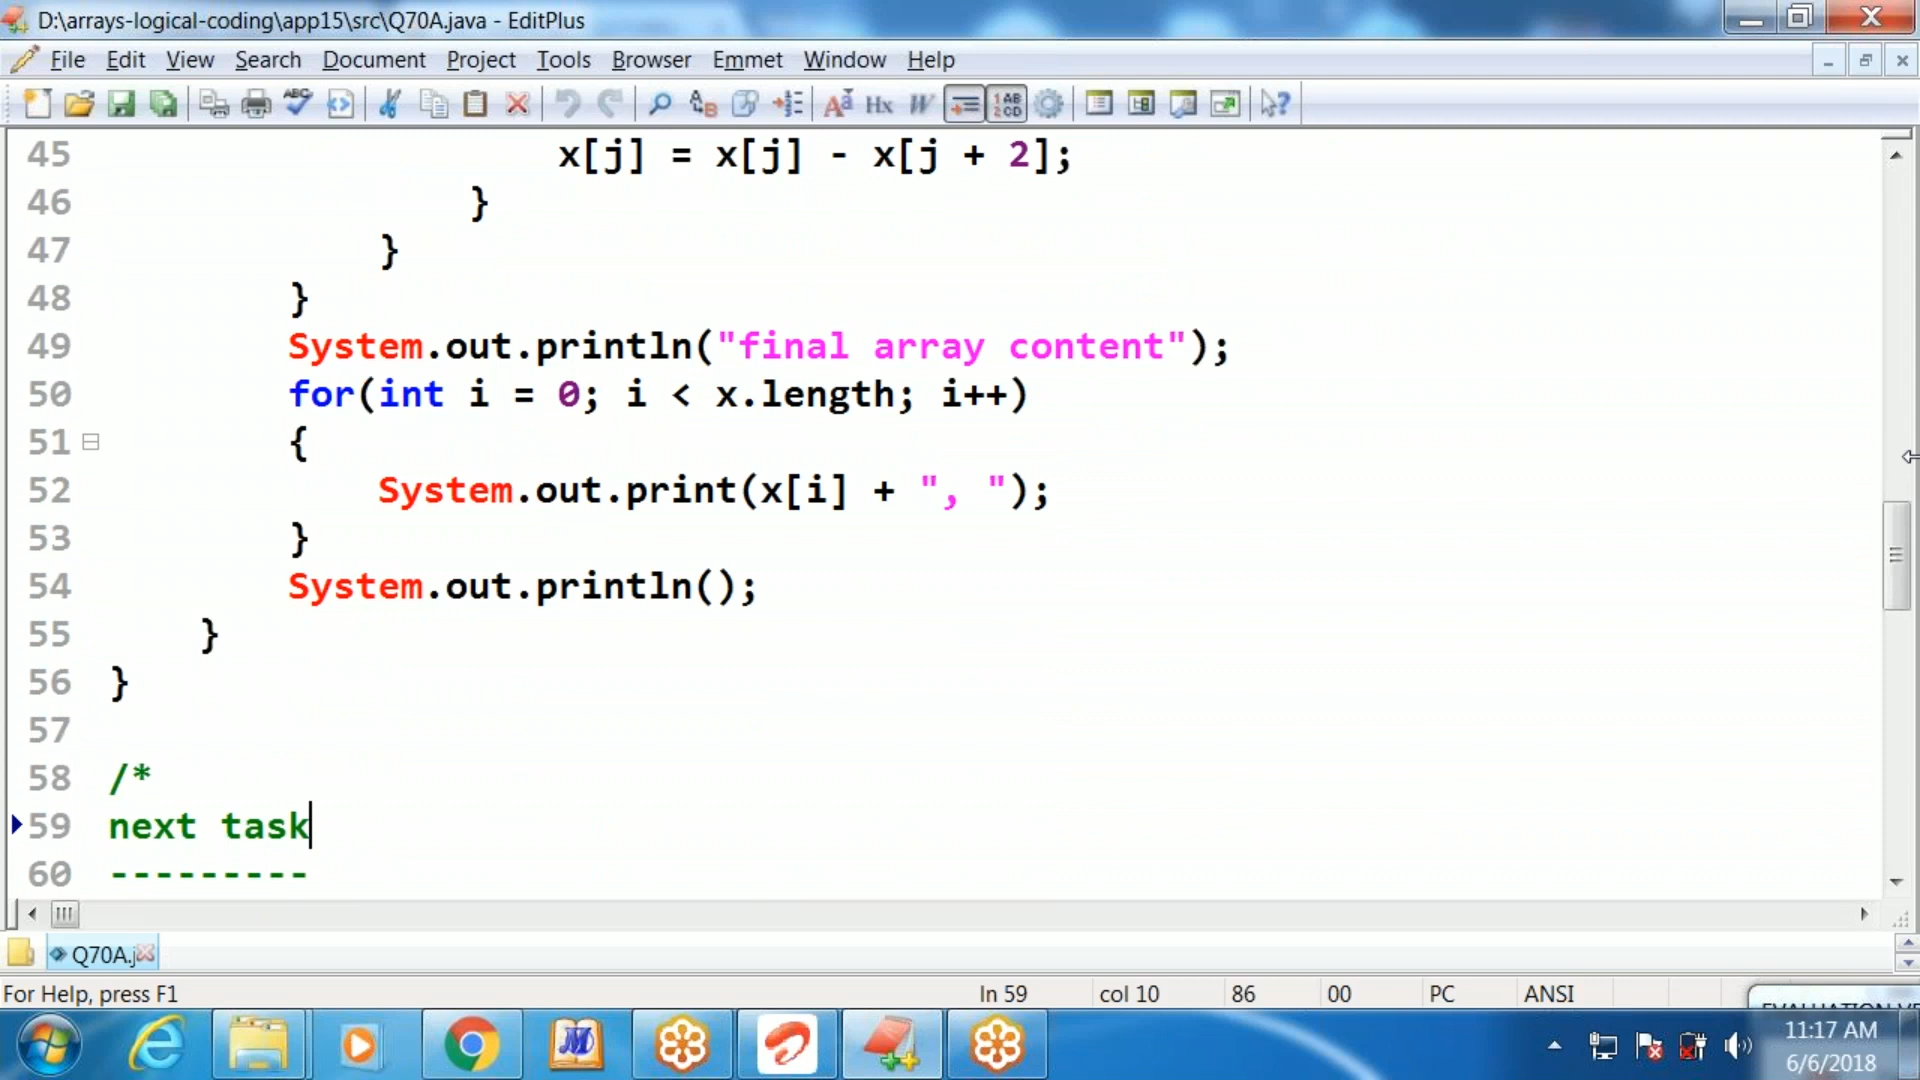 D:\arrays-logical-coding\app15\src\Q70A.java - EditPlus
File Edit View Search Document Project Tools Browser Emmet Window Help
45 x[j] = x[j] - x[j + 2];
46 }
47 }
48 }
49 System.out.println("final array content");
50 for(int i = 0; i < x.length; i++)
51 {
52 System.out.print(x[i] + ", ");
53 }
54 System.out.println();
55 }
56 }
57
58 /*
59 next task
60 ---------
Q70A.j
For Help, press F1 ln 59 col 10 86 00 PC ANSI
11:17 AM
6/6/2018